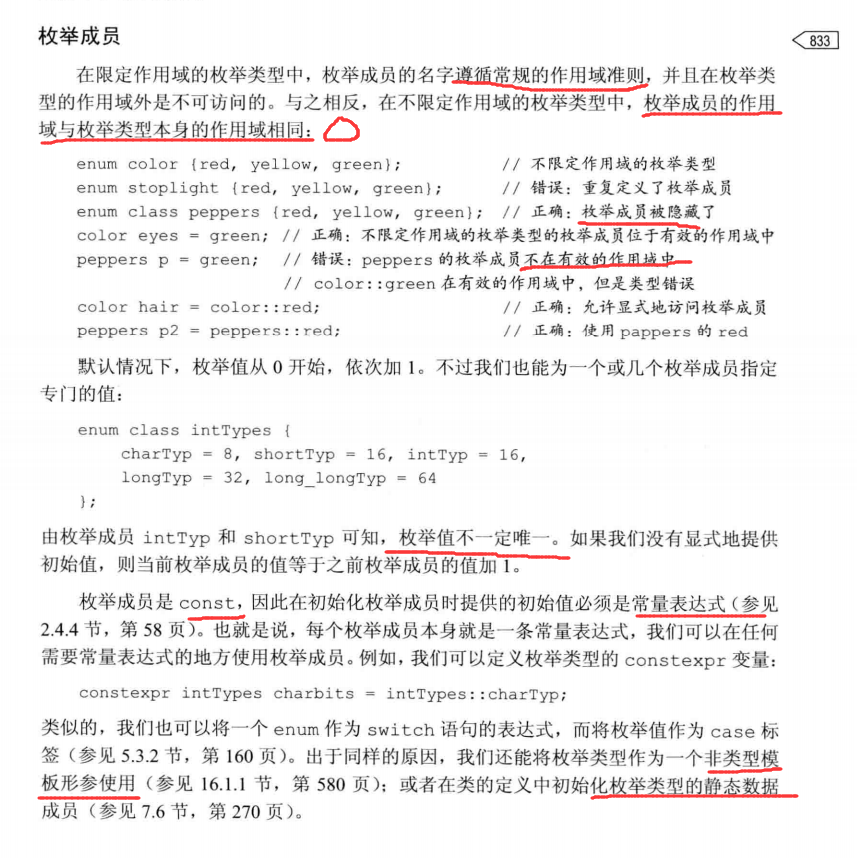 枚举成员
833
在限定作用域的枚举类型中，枚举成员的名字遵循常规的作用域准则，并且在枚举类
型的作用域外是不可访问的。与之相反，在不限定作用域的枚举类型中，枚举成员的作用
域与枚举类型本身的作用域相同：
enum color {red, yellow, green}; // 不限定作用域的枚举类型
enum stoplight {red, yellow, green}; // 错误：重复定义了枚举成员
enum class peppers {red, yellow, green}; // 正确：枚举成员被隐藏了
color eyes = green; // 正确：不限定作用域的枚举类型的枚举成员位于有效的作用域中
peppers p = green; // 错误：peppers 的枚举成员不在有效的作用域中
// color::green 在有效的作用域中，但是类型错误
color hair = color::red; // 正确：允许显式地访问枚举成员
peppers p2 = peppers::red; // 正确：使用 pappers 的 red
默认情况下，枚举值从 0 开始，依次加 1。不过我们也能为一个或几个枚举成员指定
专门的值：
enum class intTypes {
charTyp = 8, shortTyp = 16, intTyp = 16,
longTyp = 32, long_longTyp = 64
};
由枚举成员 intTyp 和 shortTyp 可知，枚举值不一定唯一。如果我们没有显式地提供
初始值，则当前枚举成员的值等于之前枚举成员的值加 1。
枚举成员是 const，因此在初始化枚举成员时提供的初始值必须是常量表达式（参见
2.4.4 节，第 58 页）。也就是说，每个枚举成员本身就是一条常量表达式，我们可以在任何
需要常量表达式的地方使用枚举成员。例如，我们可以定义枚举类型的 constexpr 变量：
constexpr intTypes charbits = intTypes::charTyp;
类似的，我们也可以将一个 enum 作为 switch 语句的表达式，而将枚举值作为 case 标
签（参见 5.3.2 节，第 160 页）。出于同样的原因，我们还能将枚举类型作为一个非类型模
板形参使用（参见 16.1.1 节，第 580 页）；或者在类的定义中初始化枚举类型的静态数据
成员（参见 7.6 节，第 270 页）。